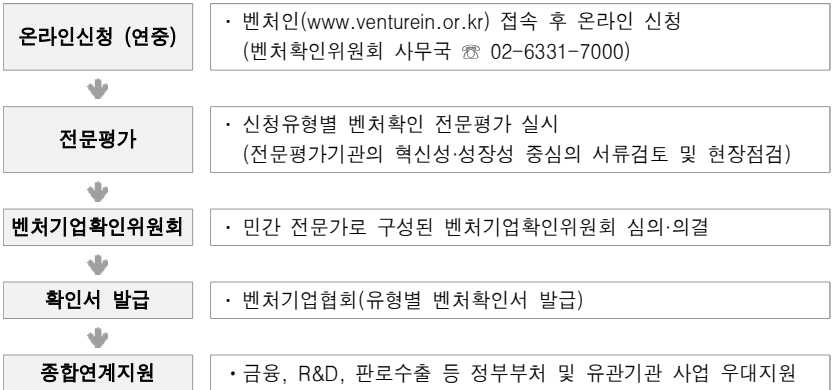 온라인신청 (연중)
· 벤처인(www.venturein.or.kr) 접속 후 온라인 신청
(벤처확인위원회 사무국 ☏ 02-6331-7000)
전문평가
· 신청유형별 벤처확인 전문평가 실시
(전문평가기관의 혁신성·성장성 중심의 서류검토 및 현장점검)
벤처기업확인위원회
· 민간 전문가로 구성된 벤처기업확인위원회 심의·의결
확인서 발급
· 벤처기업협회(유형별 벤처확인서 발급)
종합연계지원
· 금융, R&D, 판로수출 등 정부부처 및 유관기관 사업 우대지원